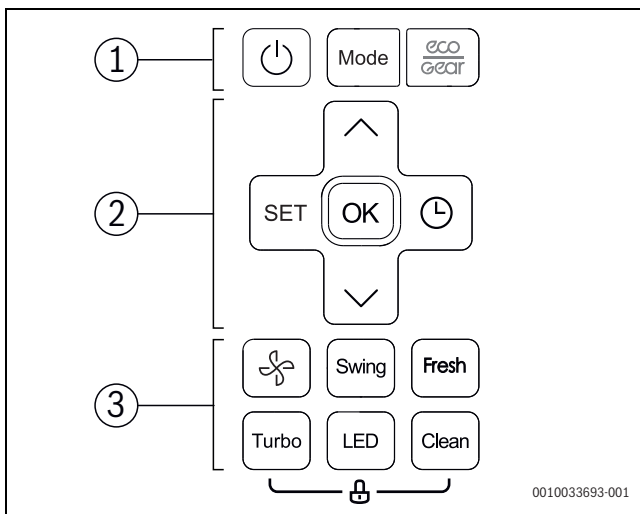 1
Mode
eco
Gear
2
SET
OK
3
Swing
Fresh
Turbo
LED
Clean
0010033693-001